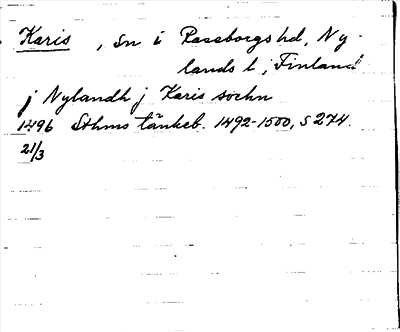 Karis, sn i Raseborgs hd, Ny-
lands l, Finland
j Nylandh j Karis sochn
1496 Sthms tänkeb. 1492-1500, s 274.
21/3